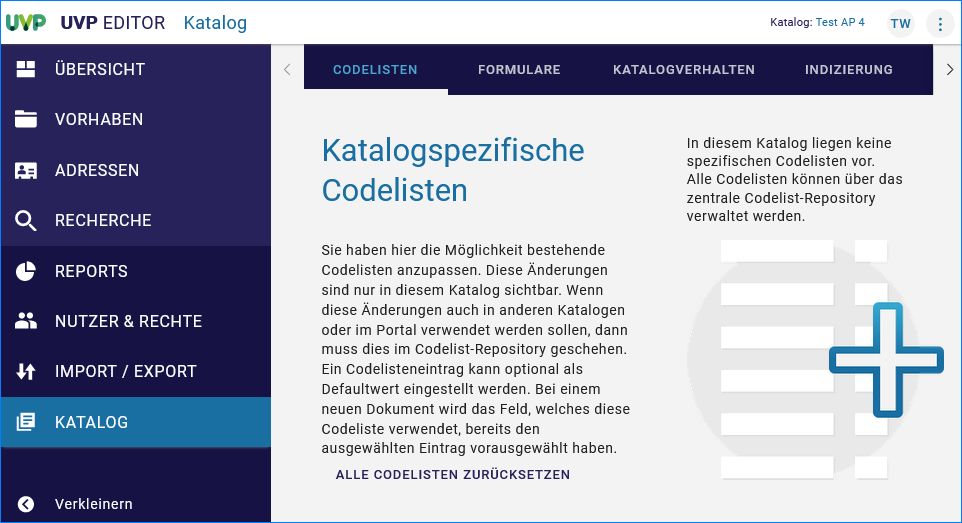 UVP UVP EDITOR Katalog Katalog: Test AP 4 TW
ÜBERSICHT
VORHABEN
ADRESSEN
RECHERCHE
REPORTS
NUTZER & RECHTE
IMPORT / EXPORT
KATALOG
Verkleinern
CODELISTEN FORMULARE KATALOGVERHALTEN INDIZIERUNG
Katalogspezifische
Codelisten
Sie haben hier die Möglichkeit bestehende
Codelisten anzupassen. Diese Änderungen
sind nur in diesem Katalog sichtbar. Wenn
diese Änderungen auch in anderen Katalogen
oder im Portal verwendet werden sollen, dann
muss dies im Codelist-Repository geschehen.
Ein Codelisteneintrag kann optional als
Defaultwert eingestellt werden. Bei einem
neuen Dokument wird das Feld, welches diese
Codeliste verwendet, bereits den
ausgewählten Eintrag vorausgewählt haben.
ALLE CODELISTEN ZURÜCKSETZEN
In diesem Katalog liegen keine
spezifischen Codelisten vor.
Alle Codelisten können über das
zentrale Codelist-Repository
verwaltet werden.